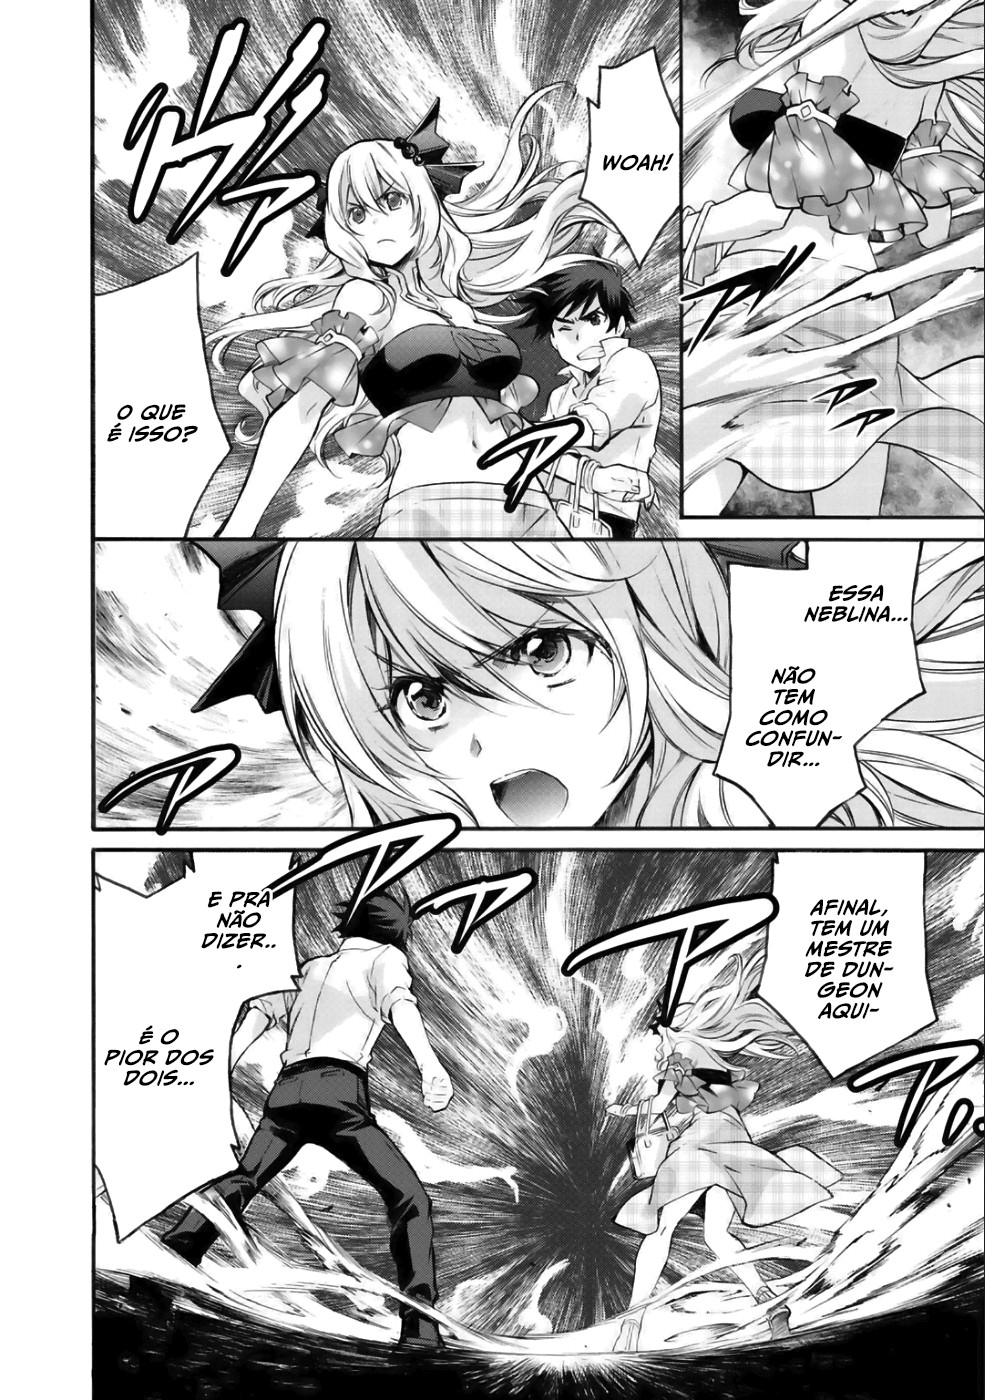 WOAH!
O QUE
É ISSO?
ESSA
NEBLINA...
NÃO
TEM
COMO
CONFUN-
DIR...
AFINAL,
TEM UM
MESTRE
DE DUN-
GEON
AQUI-
E PRÁ
NÃO
DIZER..
.
É O
PIOR DOS
DOIS...